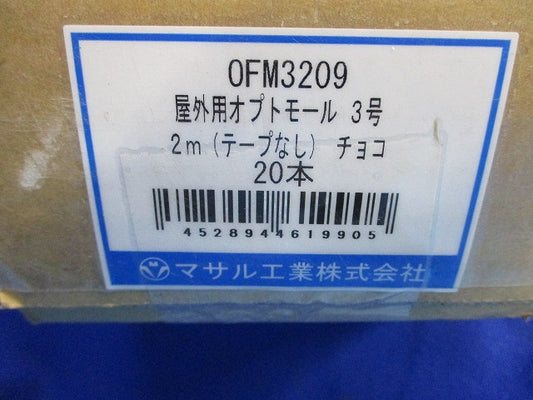 OFM3209
屋外用オプトモール 3号
2m(テープなし) チョコ
20本
4528944619905
マサル工業株式会社